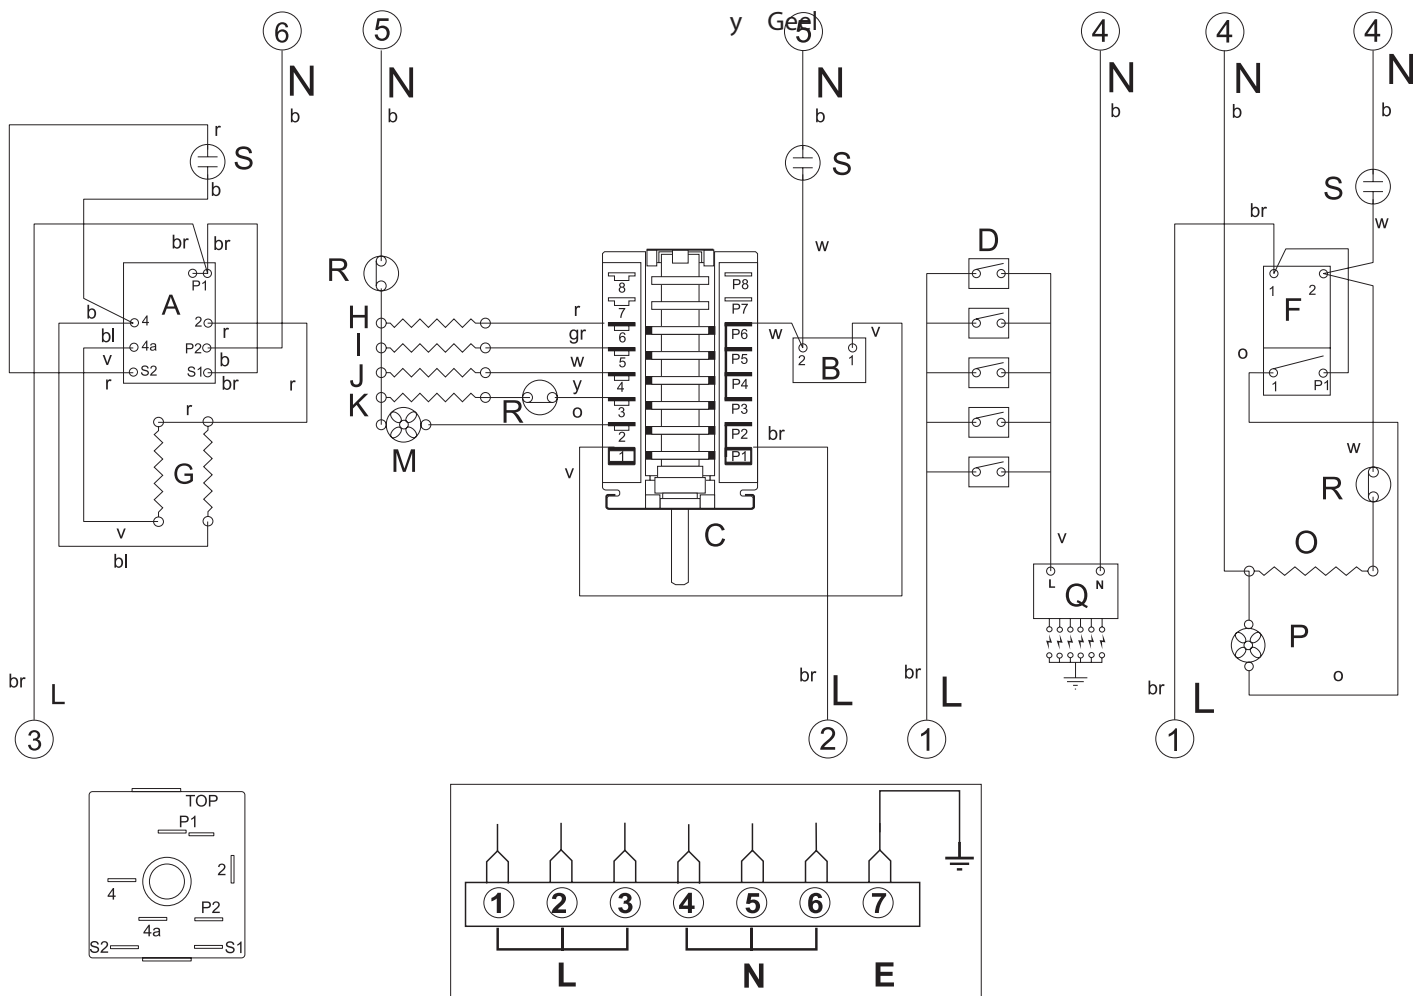 y Geel
6 5 5 4 4 4
N N N N N N
b b b b b b
r
S S S
b
w w
br br br
D
R
P1
A
8 P8
7 P7
H r
b 4 2 r
6 P6 w v
1 2
F
bl I gr
4a P2 b
5 P5
2 1
B
v
S2 S1
r br
J w
4 P4
o
1 P1
r
K R y
3 P3
r
M o
2 P2
br
G
v
1 P1
w
R
v
bl
C
v
O
L N
Q
P
br L
br L
br L
br L
o
3 2 1 1
TOP
P1
2
4
P2
4a
S2 S1
1 2 3 4 5 6 7
L N E